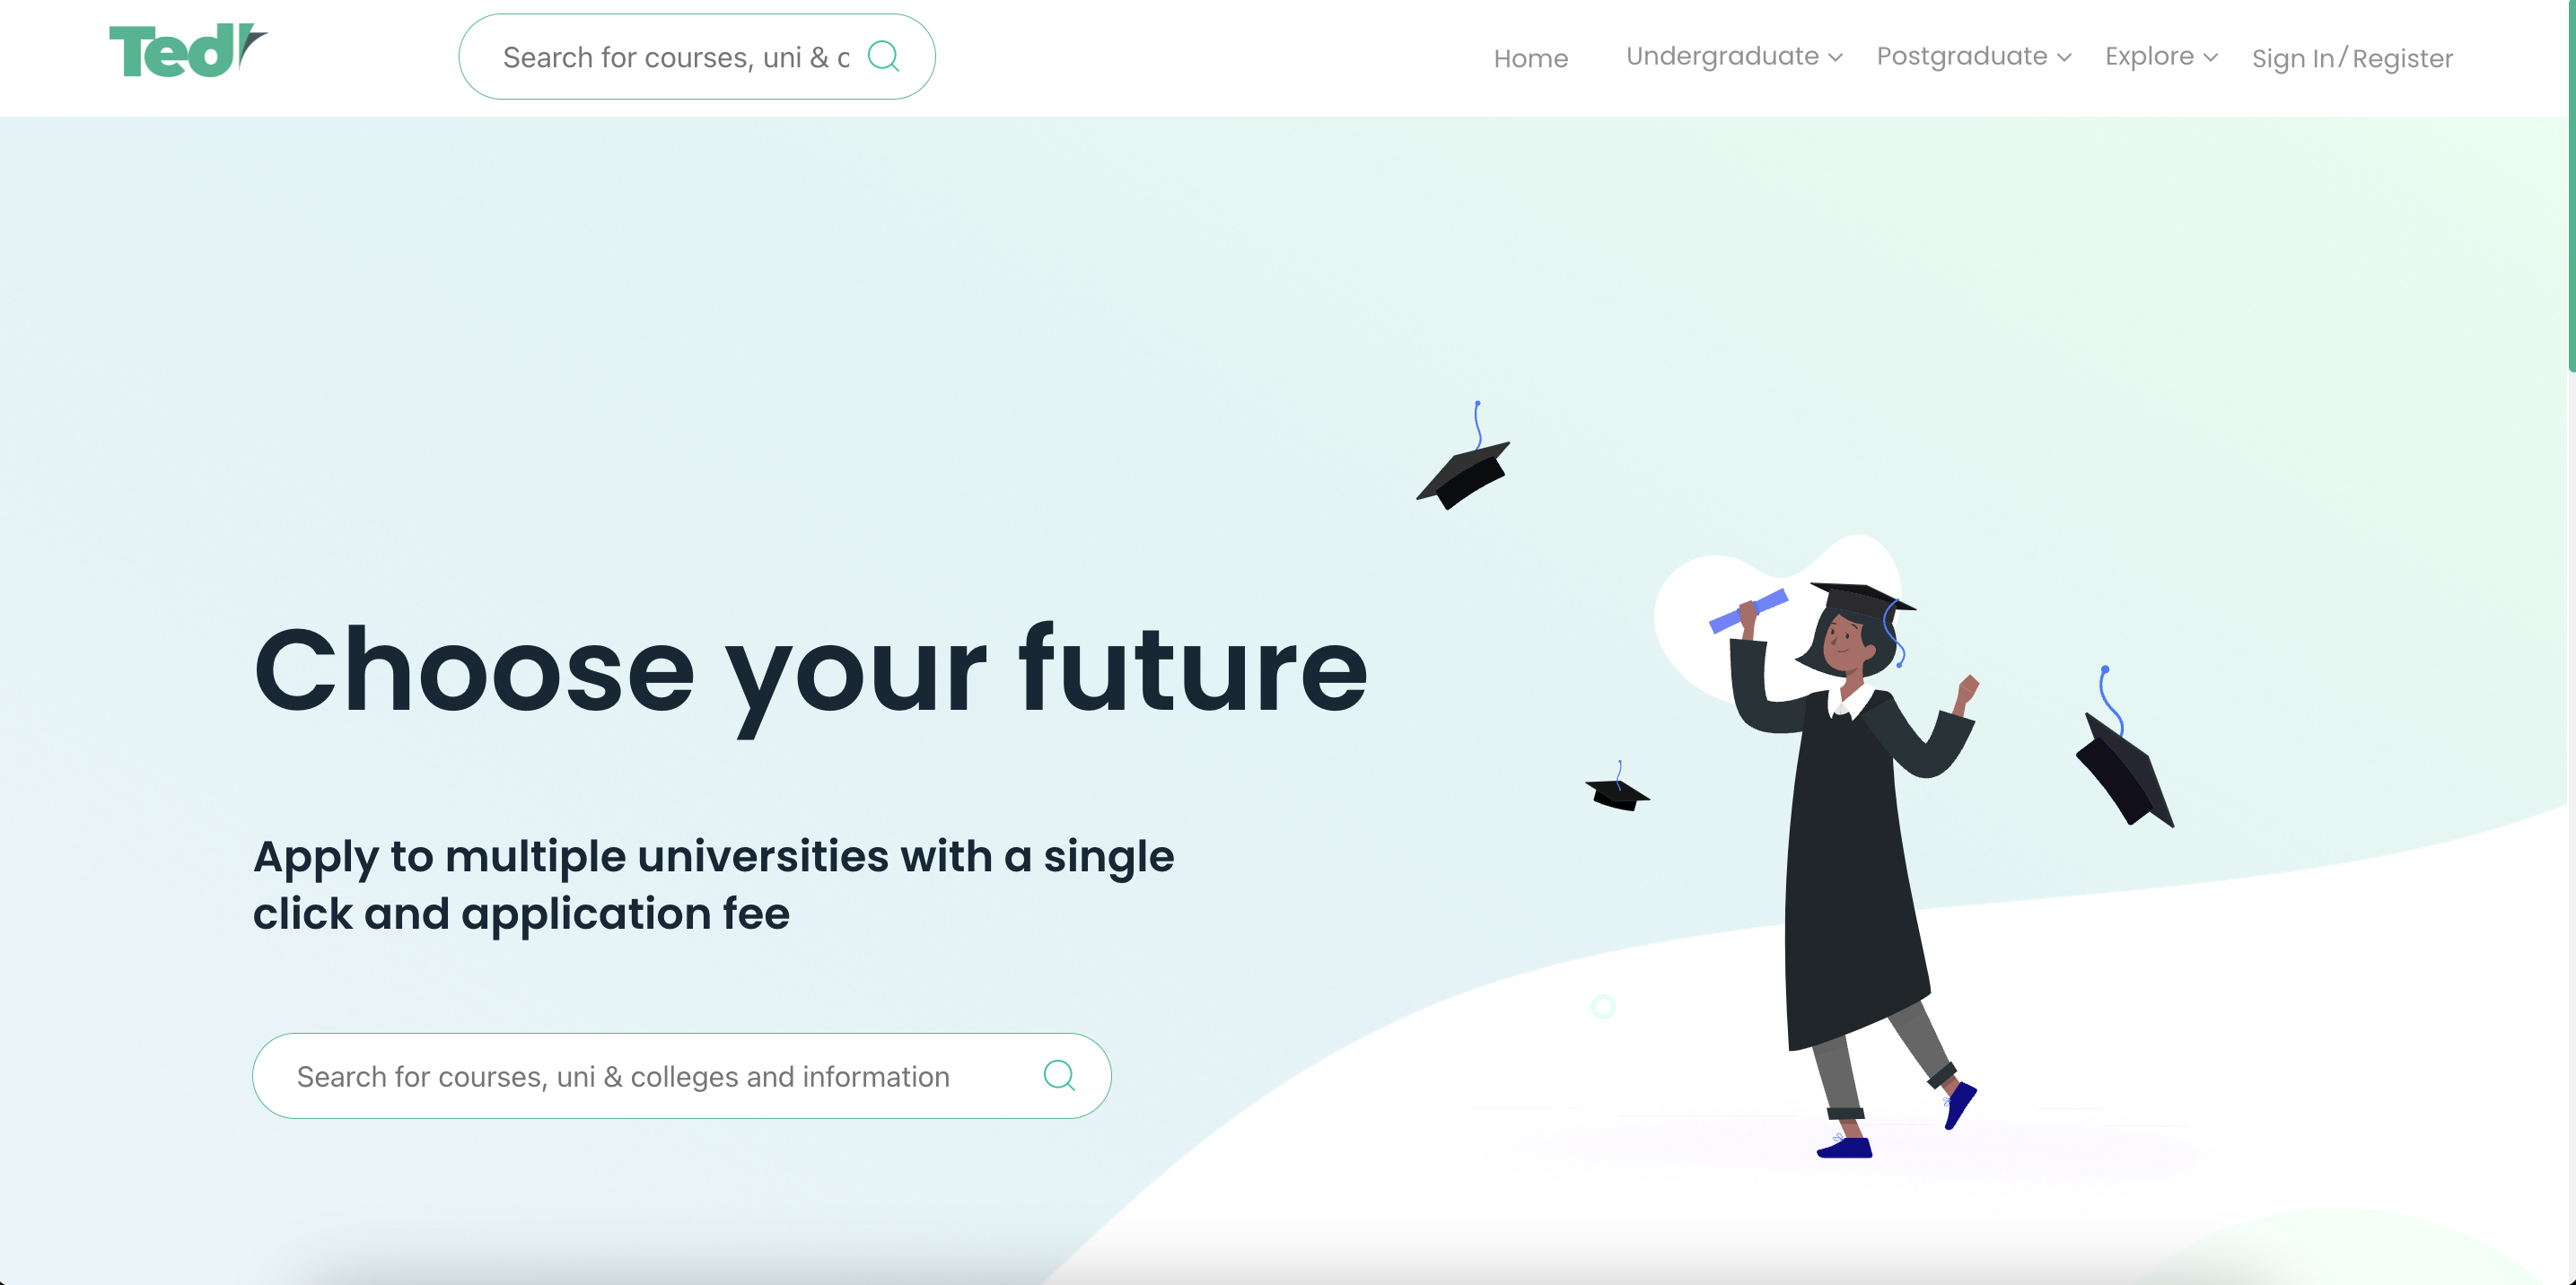 Ted
Search for courses, uni & c
Home
Undergraduate
Postgraduate
Explore
Sign In/Register
Choose your future
Apply to multiple universities with a single
click and application fee
Search for courses, uni & colleges and information